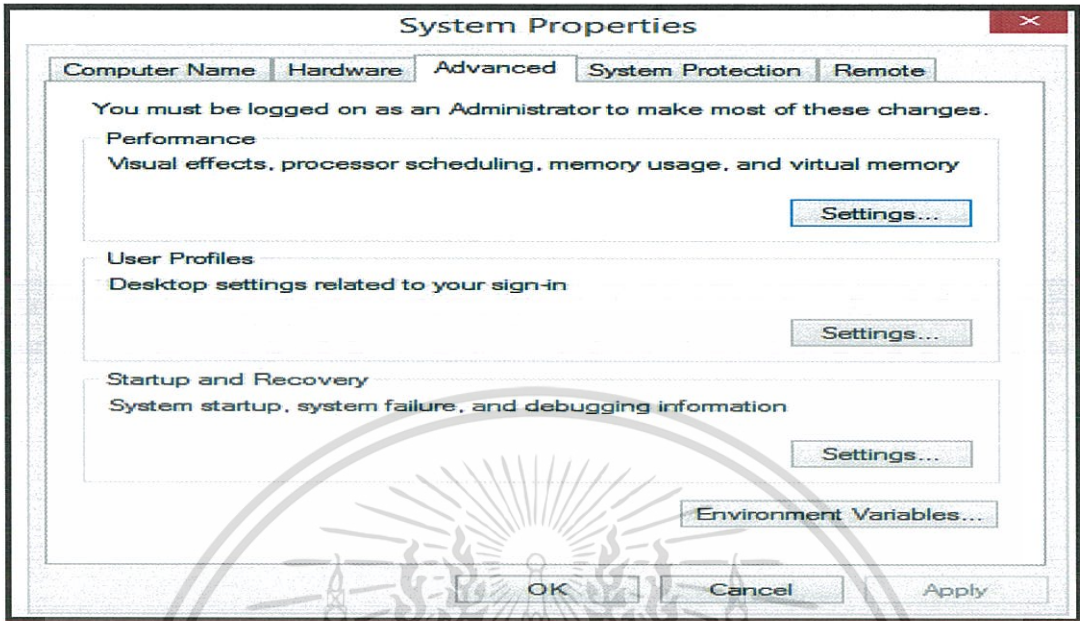 System Properties
Computer Name Hardware Advanced System Protection Remote
You must be logged on as an Administrator to make most of these changes.
Performance
Visual effects, processor scheduling, memory usage, and virtual memory
Settings...
User Profiles
Desktop settings related to your sign-in
Settings...
Startup and Recovery
System startup, system failure, and debugging information
Settings...
Environment Variables...
OK Cancel Apply